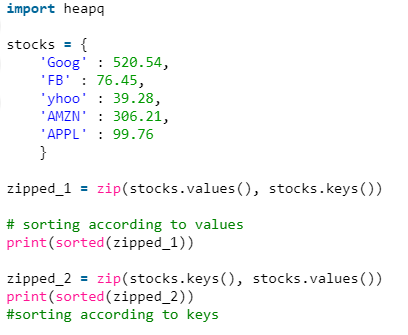 import heapq
stocks = {
'Goog' : 520.54,
'FB' : 76.45,
'yhoo' : 39.28,
'AMZN' : 306.21,
'APPL' : 99.76
}
zipped_1 = zip(stocks.values(), stocks.keys())
# sorting according to values
print(sorted(zipped_1))
zipped_2 = zip(stocks.keys(), stocks.values())
print(sorted(zipped_2))
#sorting according to keys